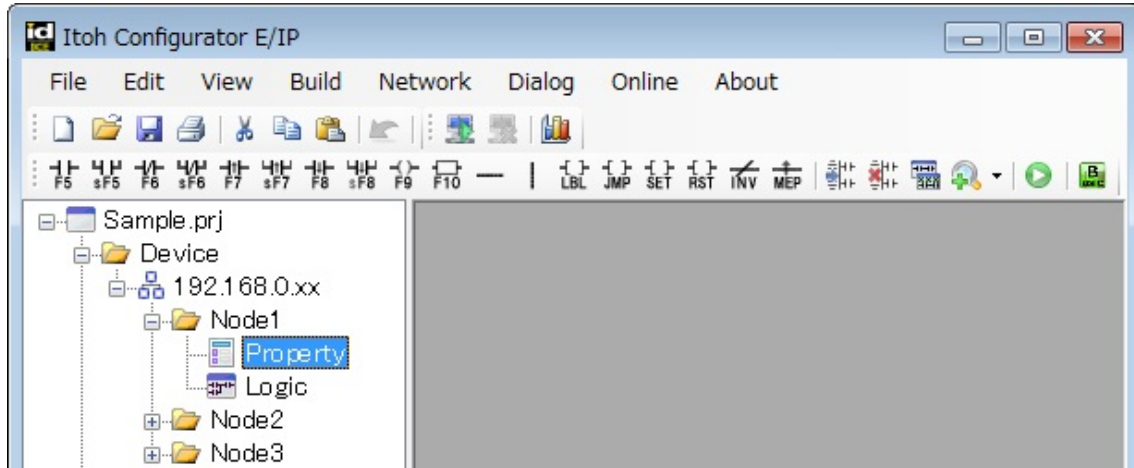 Itoh Configurator E/IP
File Edit View Build Network Dialog Online About
F5 sF5 F6 sF6 F7 sF7 F8 sF8 F9 F10 LBL JMP SET RST INV MEP
Sample.prj
Device
192.168.0.xx
Node1
Property
Logic
Node2
Node3